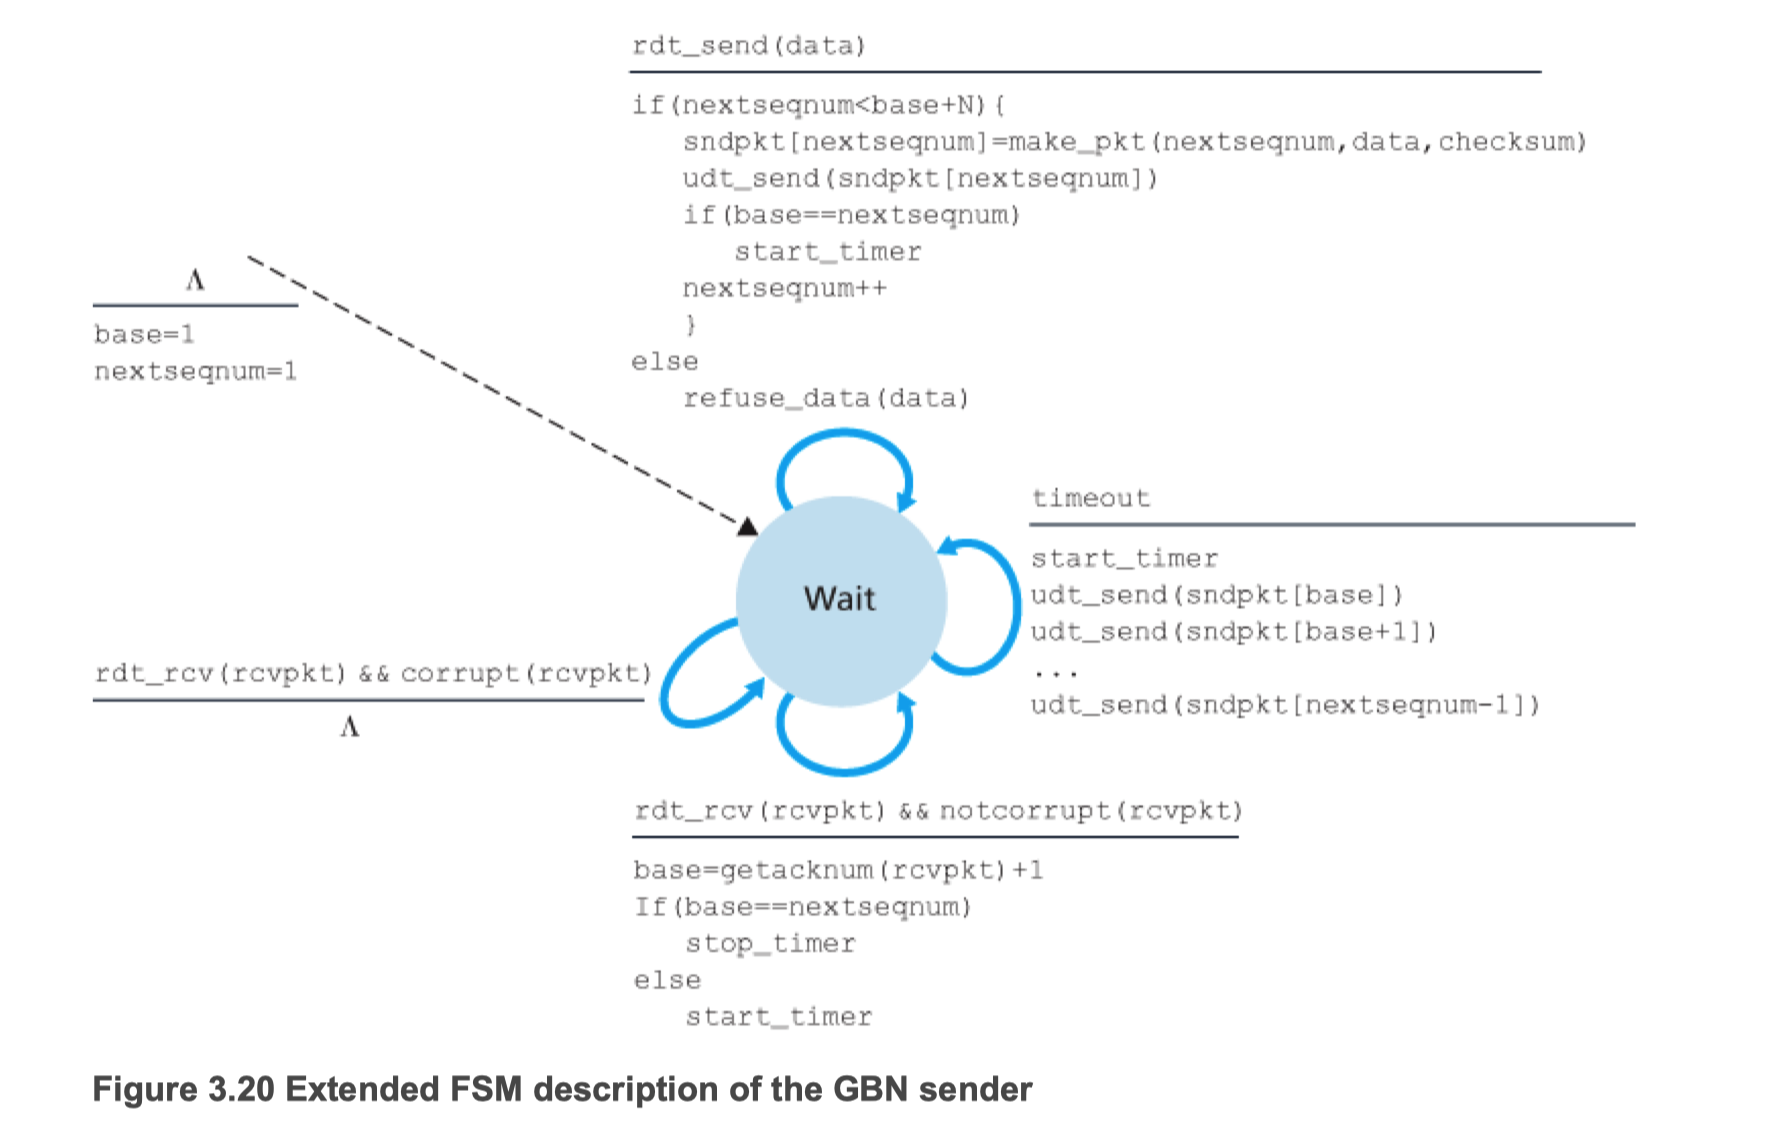 rdt_send(data)
if(nextseqnum<base+N){
sndpkt[nextseqnum]=make_pkt(nextseqnum,data,checksum)
udt_send(sndpkt[nextseqnum])
if(base==nextseqnum)
start_timer
nextseqnum++
}
else
refuse_data(data)
Λ
base=1
nextseqnum=1
Wait
timeout
start_timer
udt_send(sndpkt[base])
udt_send(sndpkt[base+1])
...
udt_send(sndpkt[nextseqnum-1])
rdt_rcv(rcvpkt) && corrupt(rcvpkt)
Λ
rdt_rcv(rcvpkt) && notcorrupt(rcvpkt)
base=getacknum(rcvpkt)+1
If(base==nextseqnum)
stop_timer
else
start_timer
Figure 3.20 Extended FSM description of the GBN sender